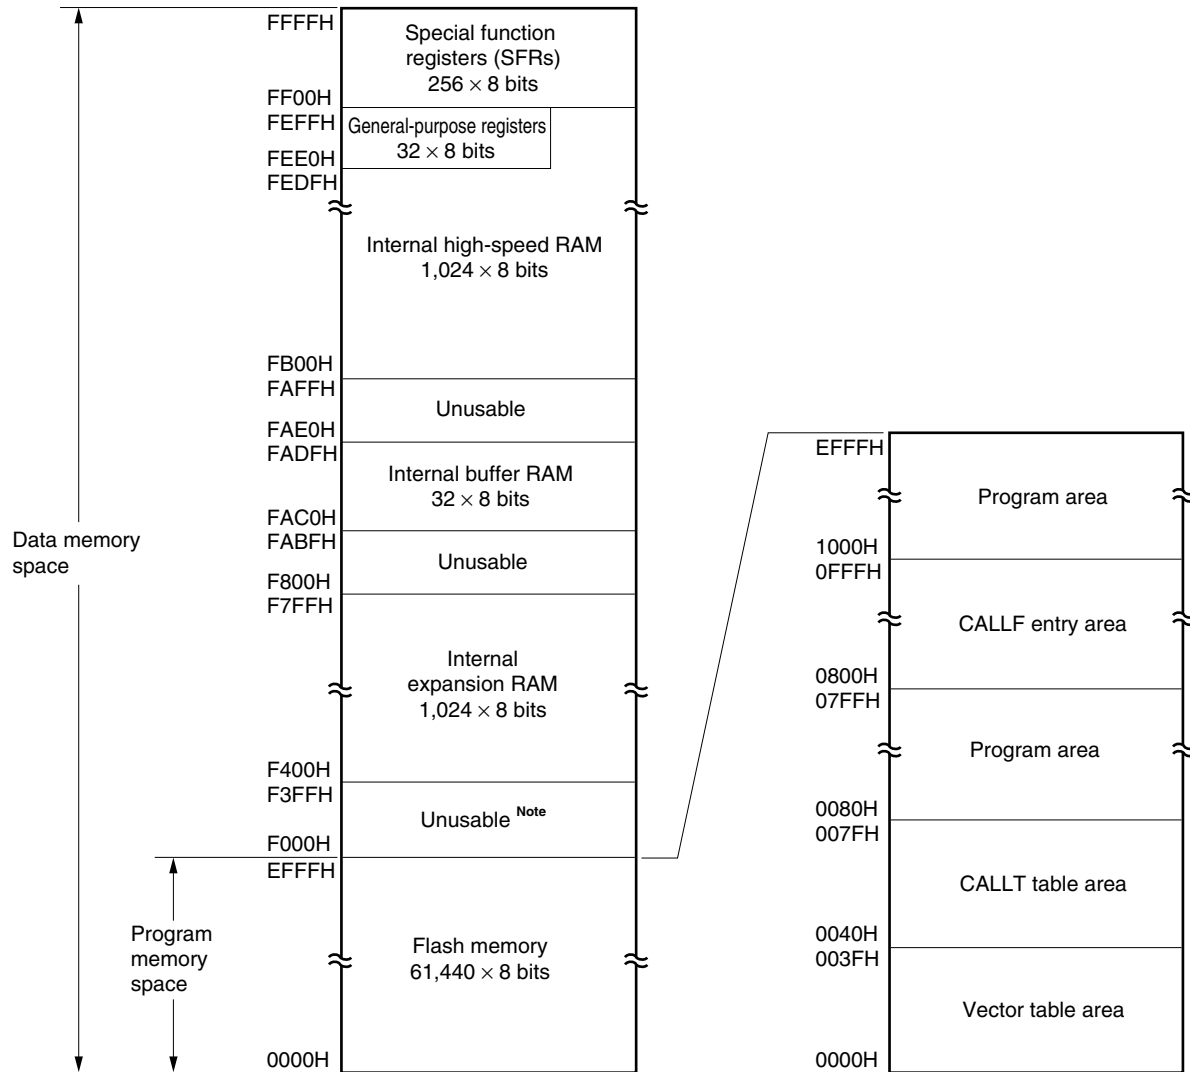 FFFFH
Special function
registers (SFRs)
256 × 8 bits
FF00H
FEFFH
General-purpose registers
32 × 8 bits
FEE0H
FEDFH
Internal high-speed RAM
1,024 × 8 bits
FB00H
FAFFH
Unusable
FAE0H
FADFH
Internal buffer RAM
32 × 8 bits
FAC0H
FABFH
Unusable
F800H
F7FFH
Internal
expansion RAM
1,024 × 8 bits
F400H
F3FFH
Unusable Note
F000H
EFFFH
Flash memory
61,440 × 8 bits
0000H
Data memory
space
Program
memory
space
EFFFH
Program area
1000H
0FFFH
CALLF entry area
0800H
07FFH
Program area
0080H
007FH
CALLT table area
0040H
003FH
Vector table area
0000H